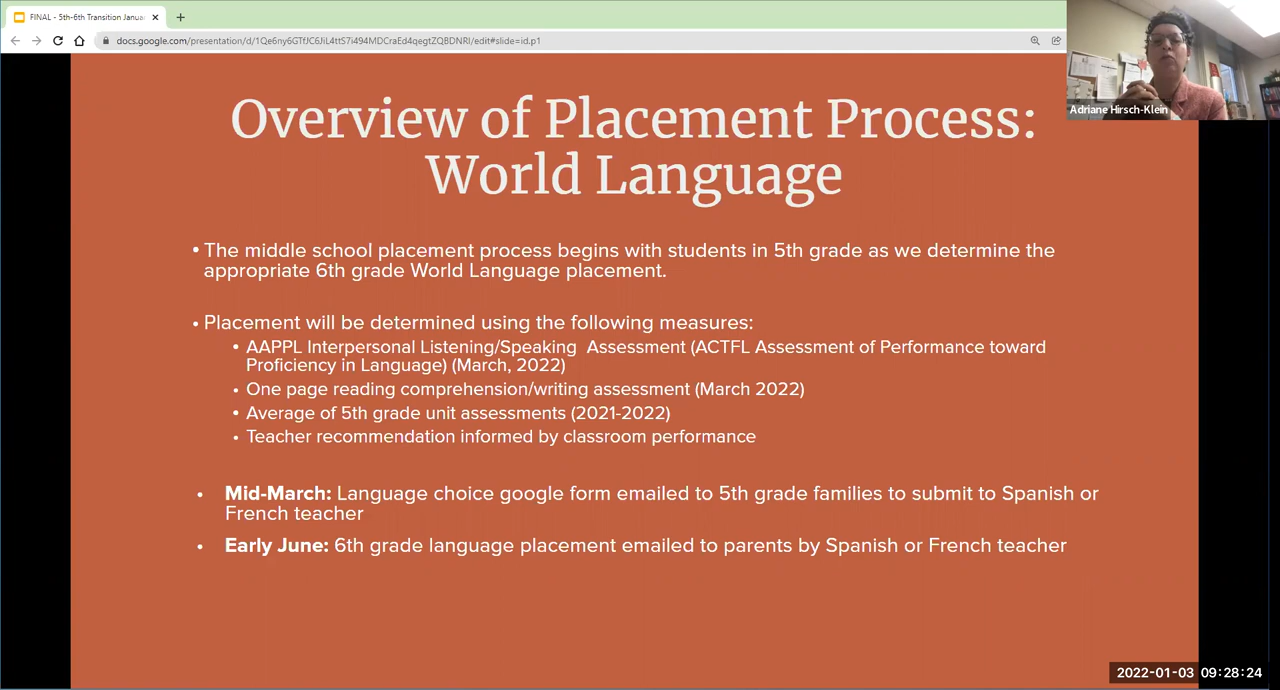 FINAL - 5th-6th Transition Janua
docs.google.com/presentation/d/1Qe6ny6GTfJC6JiL4ttS7i494MDCraEd4qegtZQBDNRI/edit#slide=id.p1
Adriane Hirsch-Klein
Overview of Placement Process:
World Language
• The middle school placement process begins with students in 5th grade as we determine the
appropriate 6th grade World Language placement.
• Placement will be determined using the following measures:
• AAPPL Interpersonal Listening/Speaking Assessment (ACTFL Assessment of Performance toward
Proficiency in Language) (March, 2022)
• One page reading comprehension/writing assessment (March 2022)
• Average of 5th grade unit assessments (2021-2022)
• Teacher recommendation informed by classroom performance
• Mid-March: Language choice google form emailed to 5th grade families to submit to Spanish or
French teacher
• Early June: 6th grade language placement emailed to parents by Spanish or French teacher
2022-01-03 09:28:24